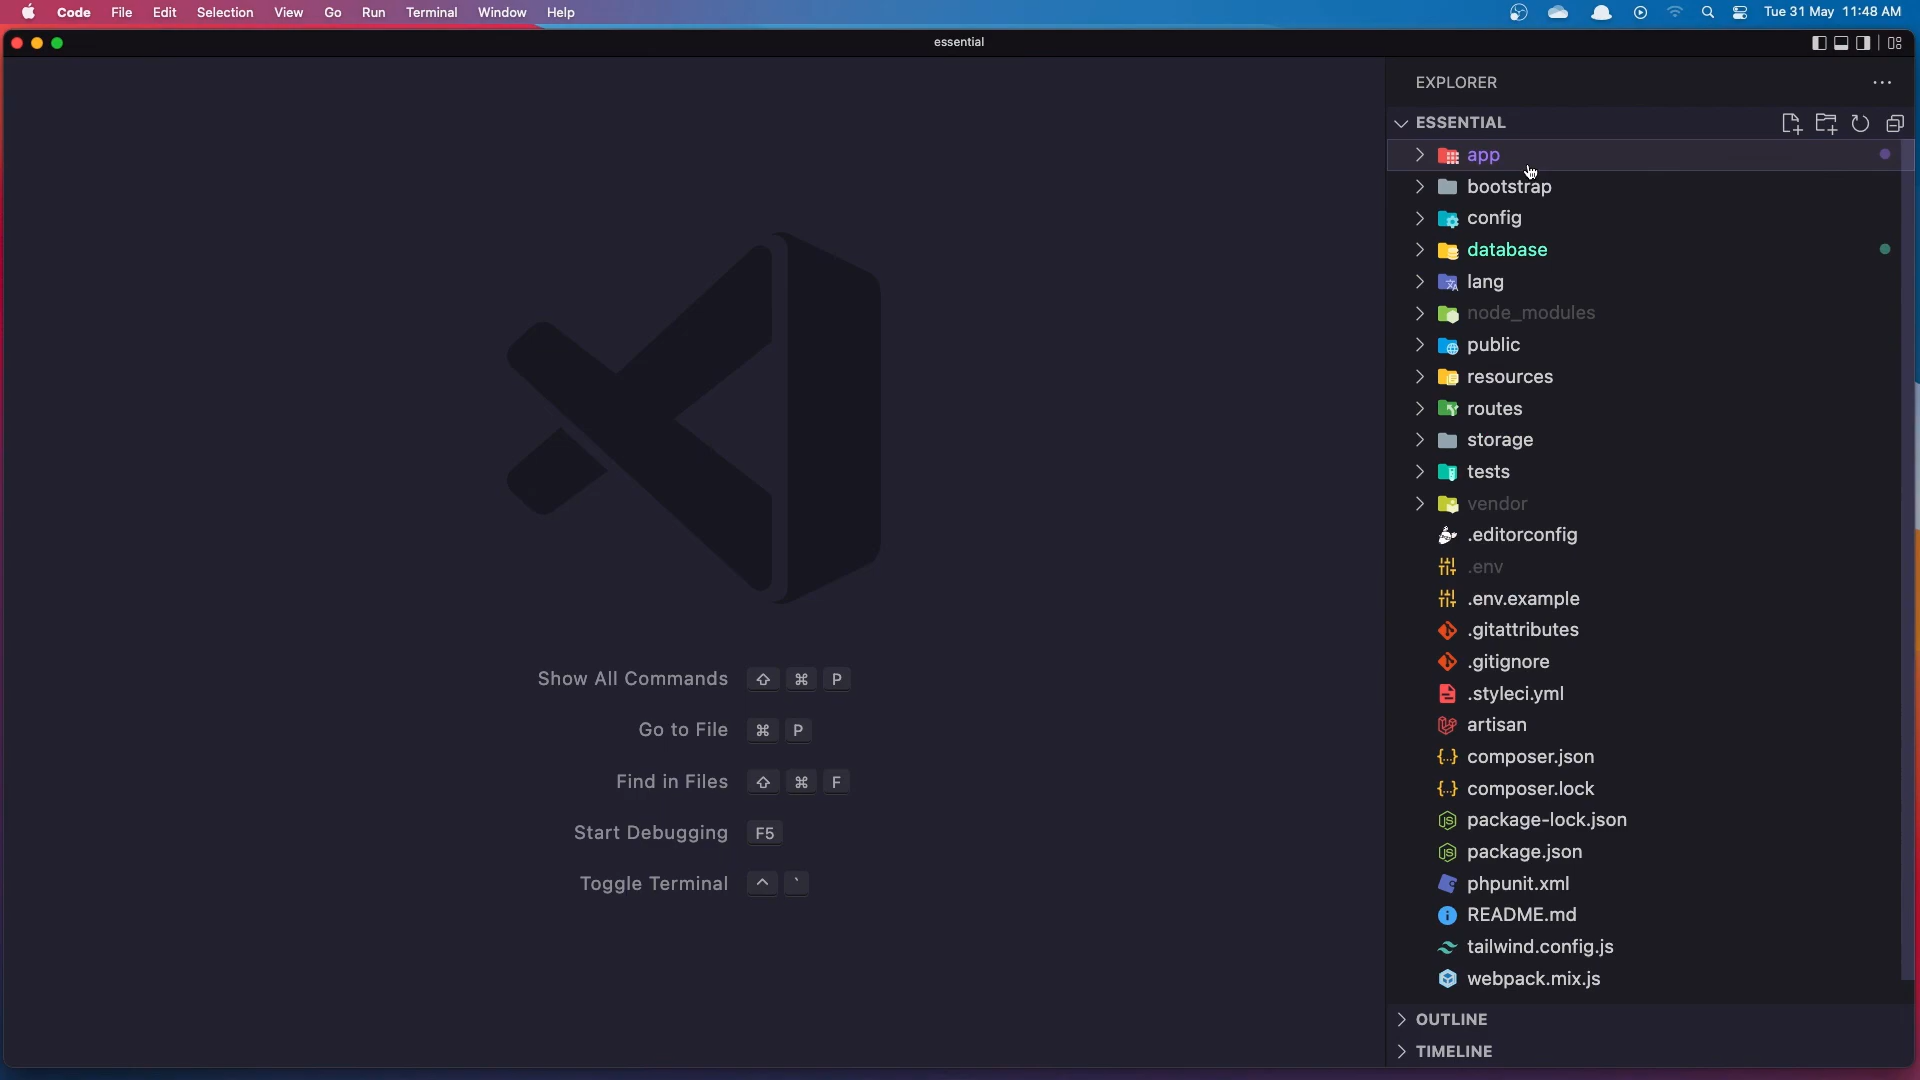 Code File Edit Selection View Go Run Terminal Window Help Tue 31 May 11:48 AM
essential
EXPLORER
ESSENTIAL
app
bootstrap
config
database
lang
node_modules
public
resources
routes
storage
tests
vendor
.editorconfig
.env
.env.example
.gitattributes
.gitignore
.styleci.yml
artisan
composer.json
composer.lock
package-lock.json
package.json
phpunit.xml
README.md
tailwind.config.js
webpack.mix.js
OUTLINE
TIMELINE
Show All Commands ⇧ ⌘ P
Go to File ⌘ P
Find in Files ⇧ ⌘ F
Start Debugging F5
Toggle Terminal ^ `